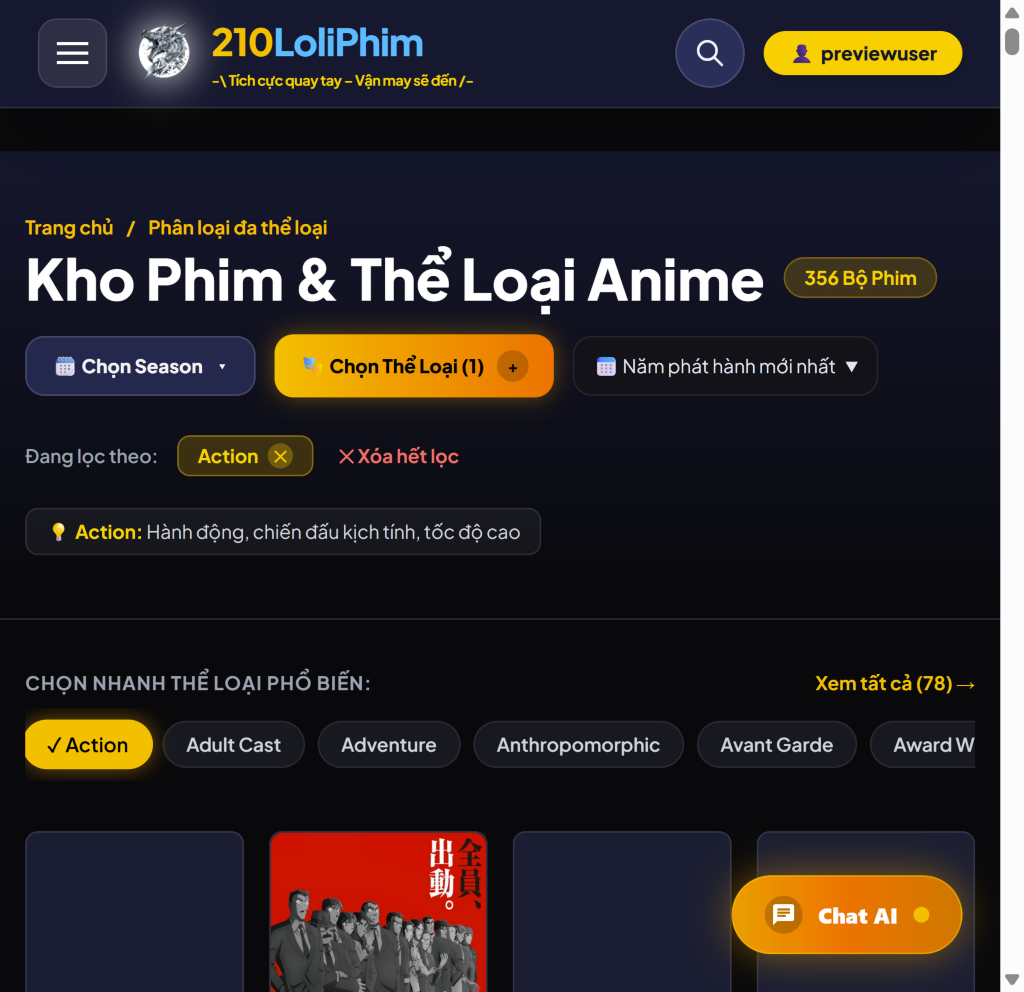 210LoliPhim
-\ Tích cực quay tay – Vận may sẽ đến /-
previewuser
Trang chủ / Phân loại đa thể loại
Kho Phim & Thể Loại Anime
356 Bộ Phim
Chọn Season ▾
Chọn Thể Loại (1) +
Năm phát hành mới nhất ▼
Đang lọc theo:
Action ✕
✕ Xóa hết lọc
Action: Hành động, chiến đấu kịch tính, tốc độ cao
CHỌN NHANH THỂ LOẠI PHỔ BIẾN:
Xem tất cả (78) →
✓ Action
Adult Cast
Adventure
Anthropomorphic
Avant Garde
Award W
全員、
出動。
Chat AI